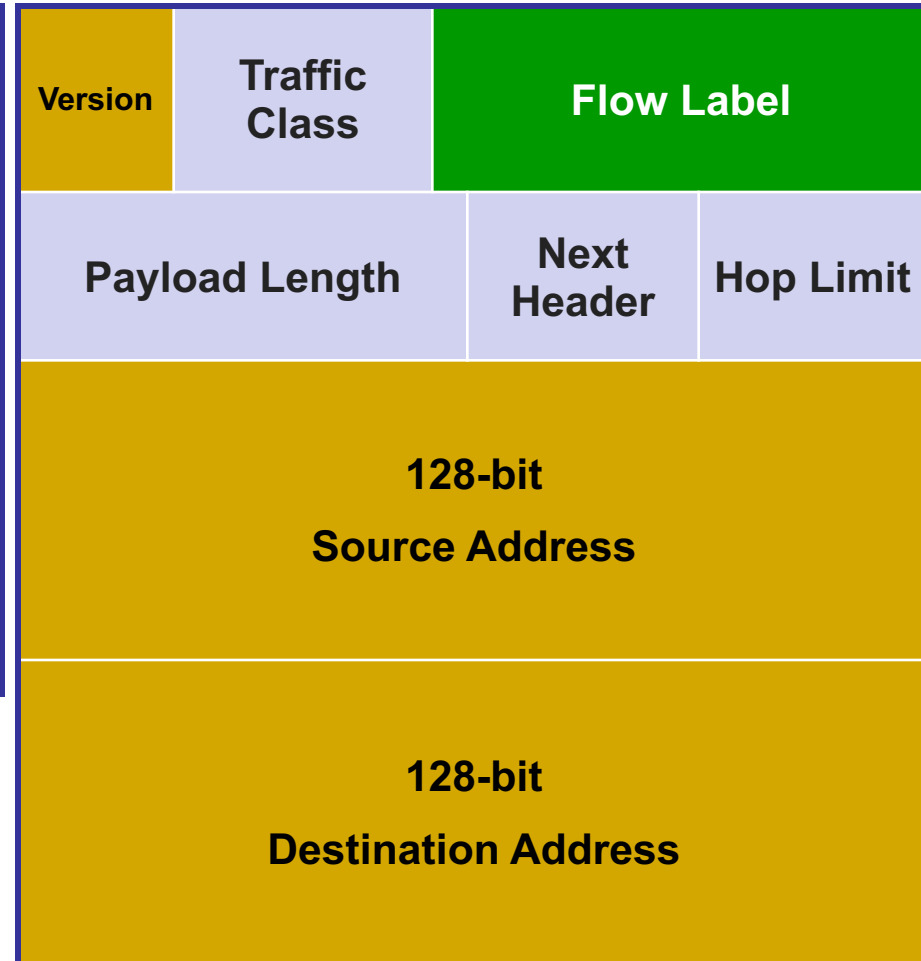 Version
Traffic
Class
Flow Label
Payload Length
Next
Header
Hop Limit
128-bit
Source Address
128-bit
Destination Address